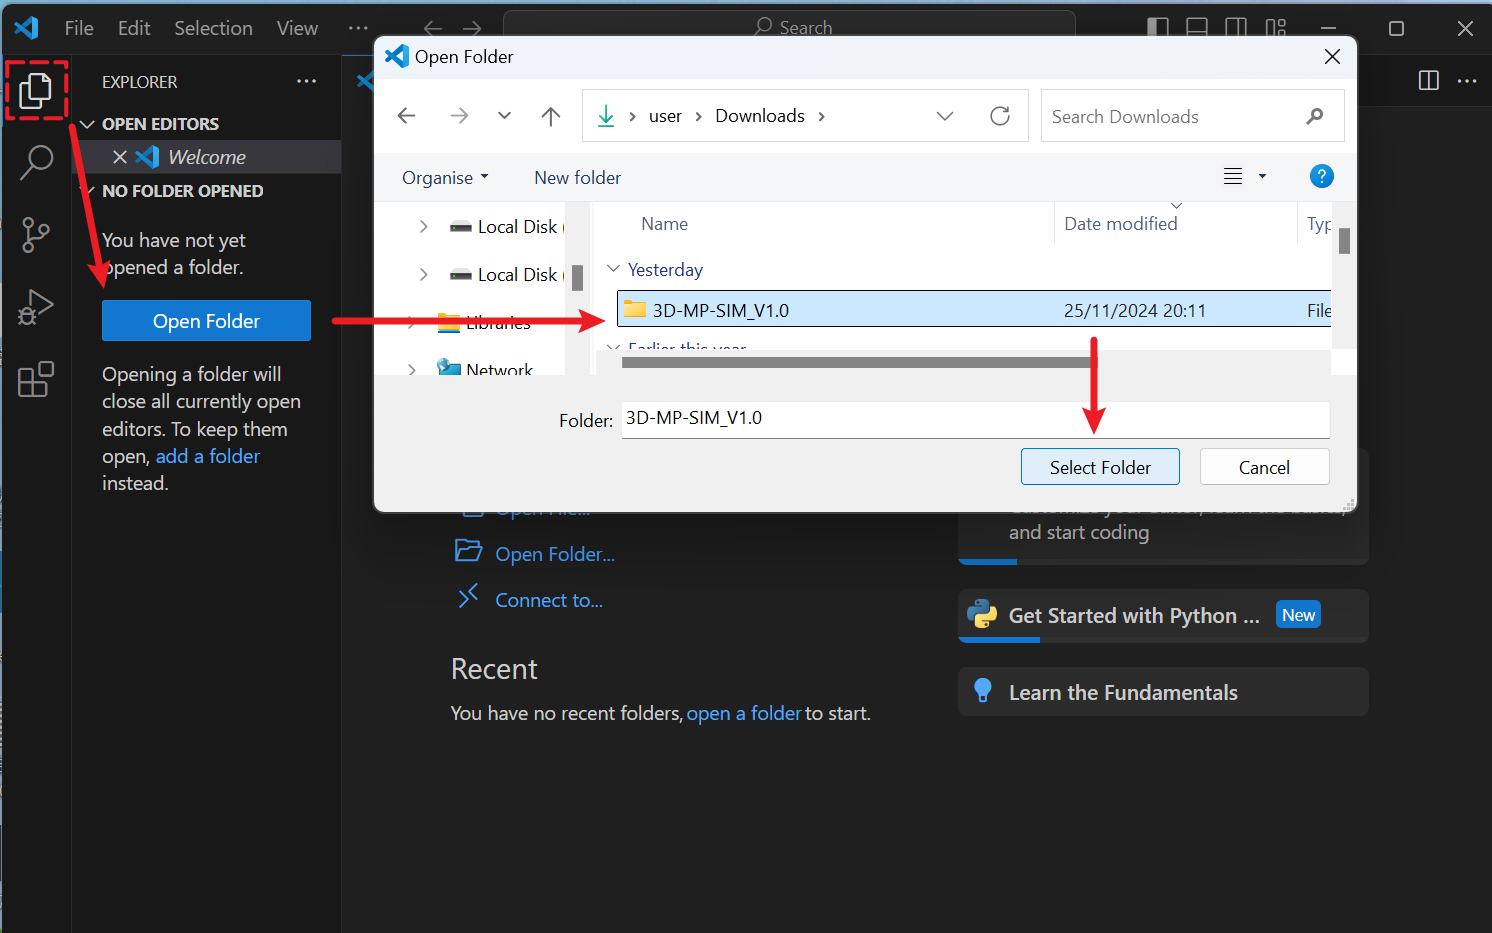 File Edit Selection View ··· Search
Open Folder
EXPLORER ···
user Downloads
Search Downloads
OPEN EDITORS
Welcome
NO FOLDER OPENED
Organise New folder
Local Disk (
Name Date modified Typ
You have not yet
opened a folder.
Local Disk (
Yesterday
Open Folder
Libraries
3D-MP-SIM_V1.0 25/11/2024 20:11 File
Earlier this year
Network
Opening a folder will
close all currently open
editors. To keep them
open, add a folder
instead.
Folder: 3D-MP-SIM_V1.0
Select Folder Cancel
Open File...
and start coding
Open Folder...
Connect to...
Get Started with Python ... New
Recent
Learn the Fundamentals
You have no recent folders, open a folder to start.